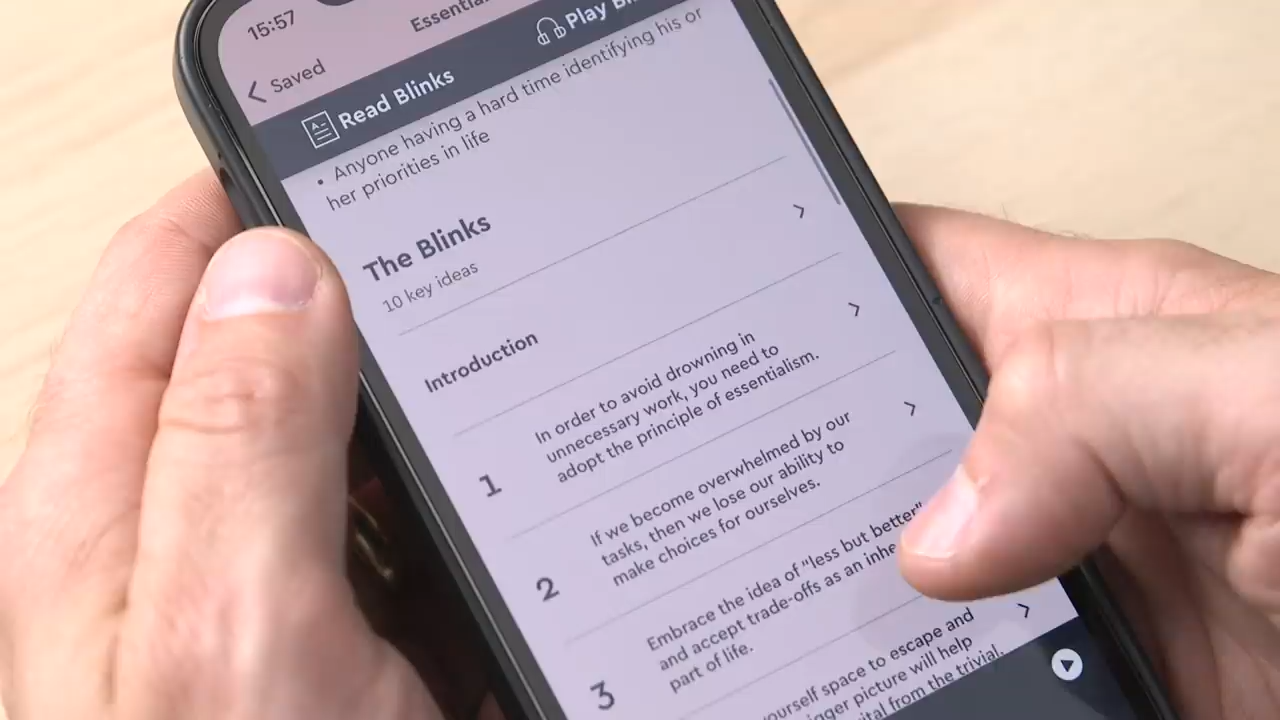 15:57
Saved
Read Blinks
Play
• Anyone having a hard time identifying his or
her priorities in life
The Blinks
10 key ideas
Introduction
1
In order to avoid drowning in
unnecessary work, you need to
adopt the principle of essentialism.
2
If we become overwhelmed by our
tasks, then we lose our ability to
make choices for ourselves.
3
Embrace the idea of "less but better"
and accept trade-offs as an
part of life.
yourself space to escape and
picture will help
from the trivial.